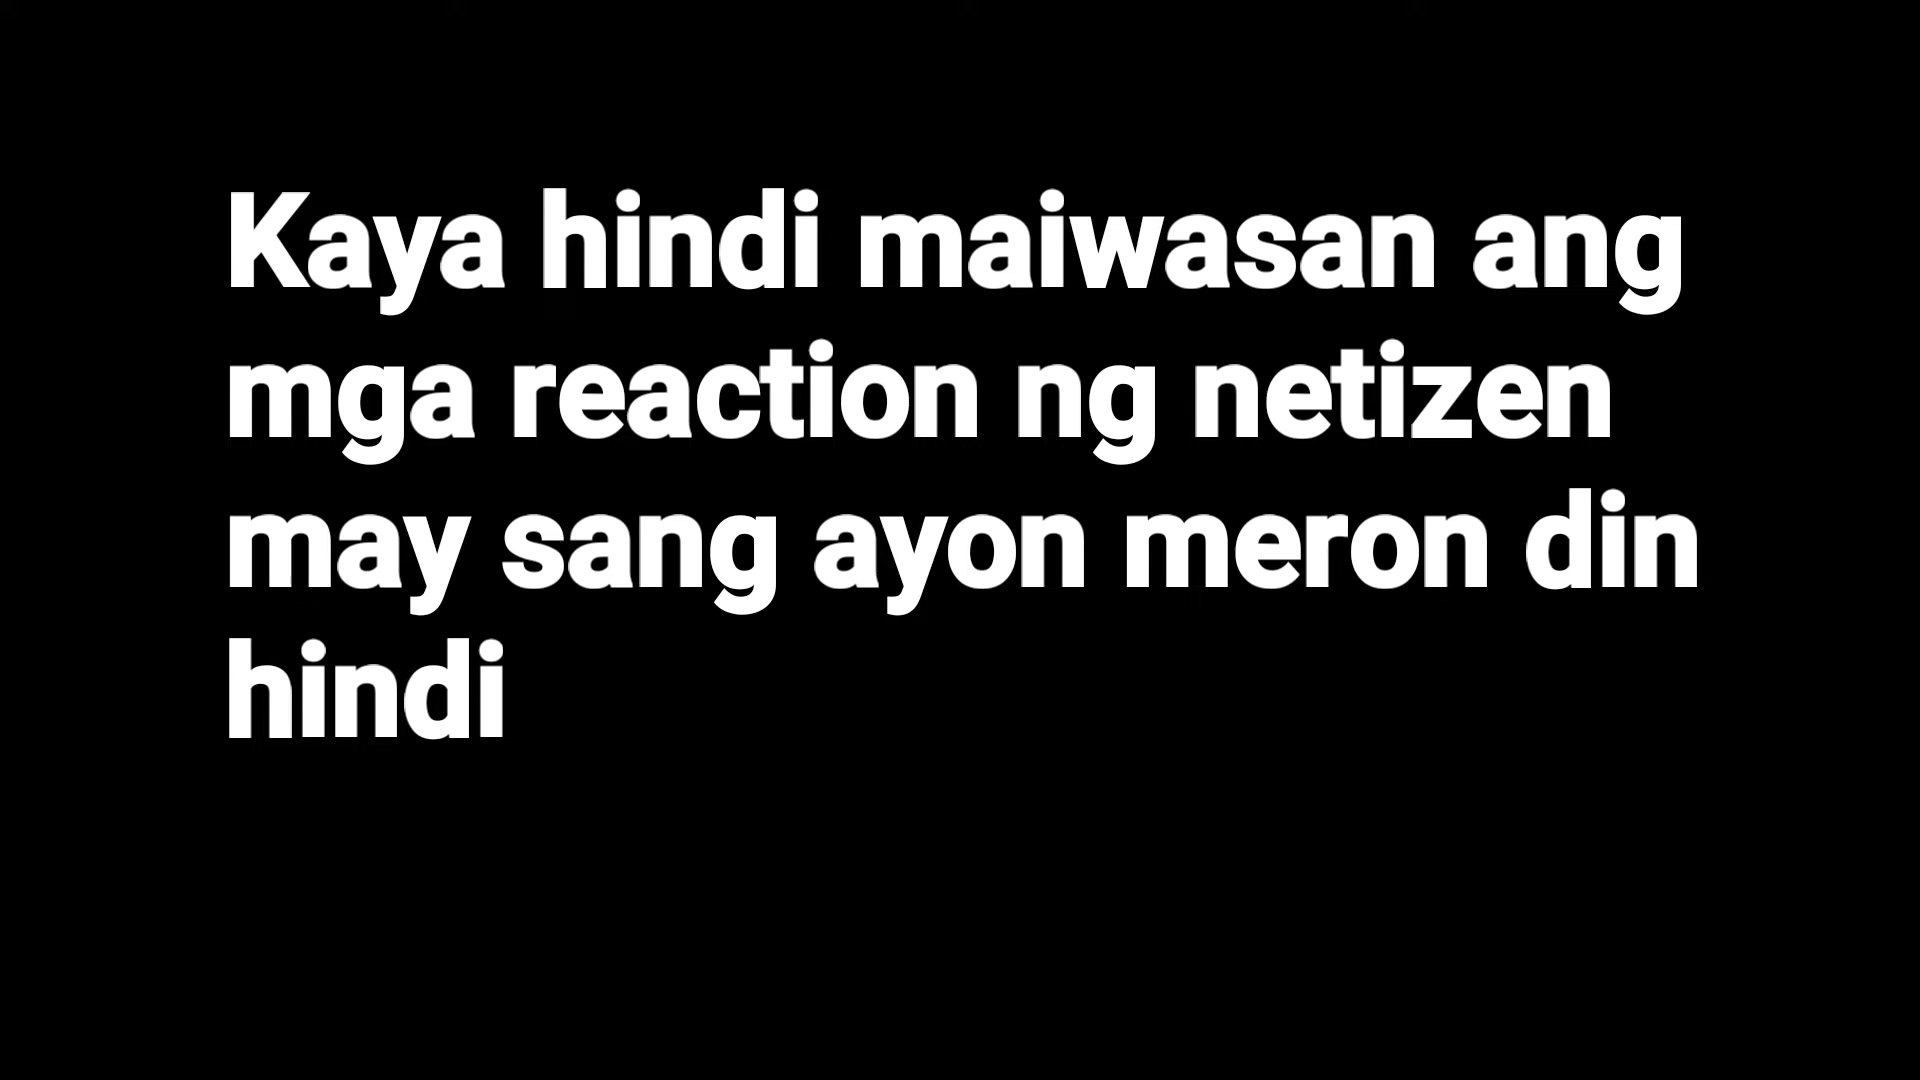 Kaya hindi maiwasan ang
mga reaction ng netizen
may sang ayon meron din
hindi